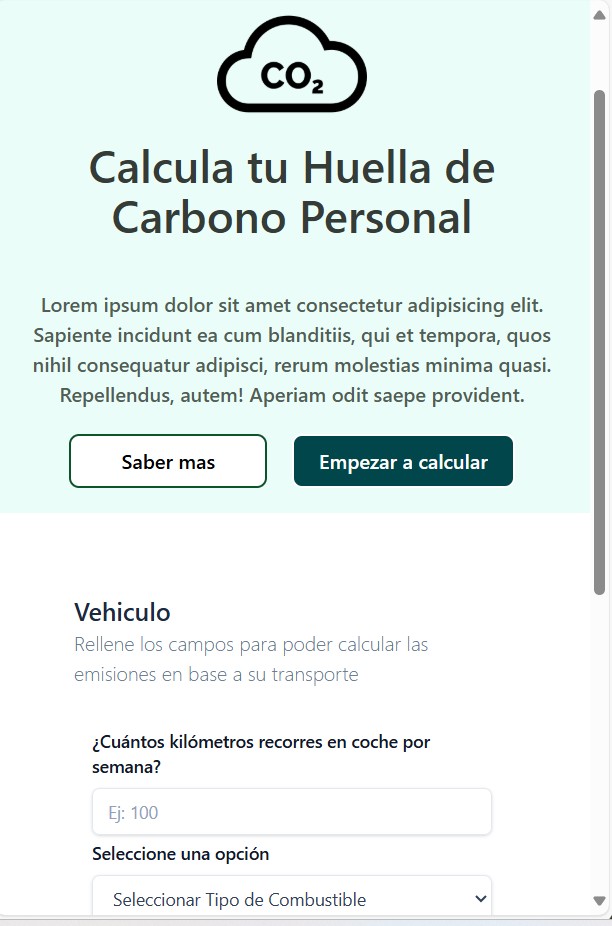 CO₂
Calcula tu Huella de
Carbono Personal
Lorem ipsum dolor sit amet consectetur adipisicing elit.
Sapiente incidunt ea cum blanditiis, qui et tempora, quos
nihil consequatur adipisci, rerum molestias minima quasi.
Repellendus, autem! Aperiam odit saepe provident.
Saber mas
Empezar a calcular
Vehiculo
Rellene los campos para poder calcular las
emisiones en base a su transporte
¿Cuántos kilómetros recorres en coche por
semana?
Ej: 100
Seleccione una opción
Seleccionar Tipo de Combustible